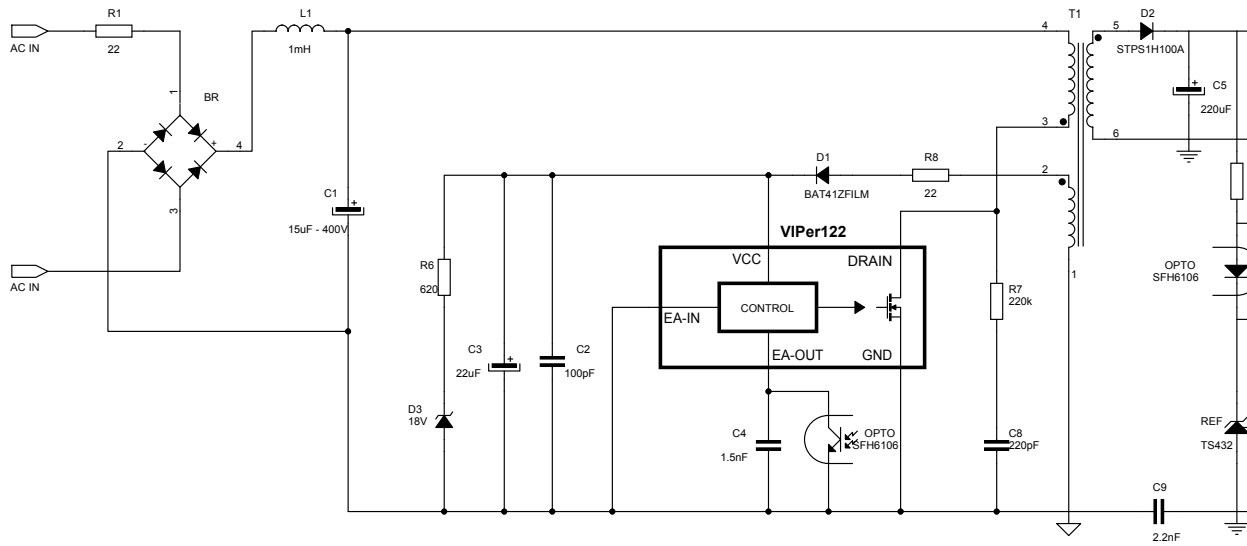 R1
AC IN
22
L1
1mH
BR
1
2
-
+
4
3
AC IN
C1
+
15uF - 400V
R6
620
D3
18V
C3
+
22uF
C2
100pF
D1
BAT41ZFILM
R8
22
VIPer122
VCC
DRAIN
EA-IN
CONTROL
EA-OUT
GND
C4
1.5nF
OPTO
SFH6106
R7
220k
C8
220pF
4
T1
3
2
1
5
D2
STPS1H100A
6
C5
+
220uF
OPTO
SFH6106
REF
TS432
C9
2.2nF